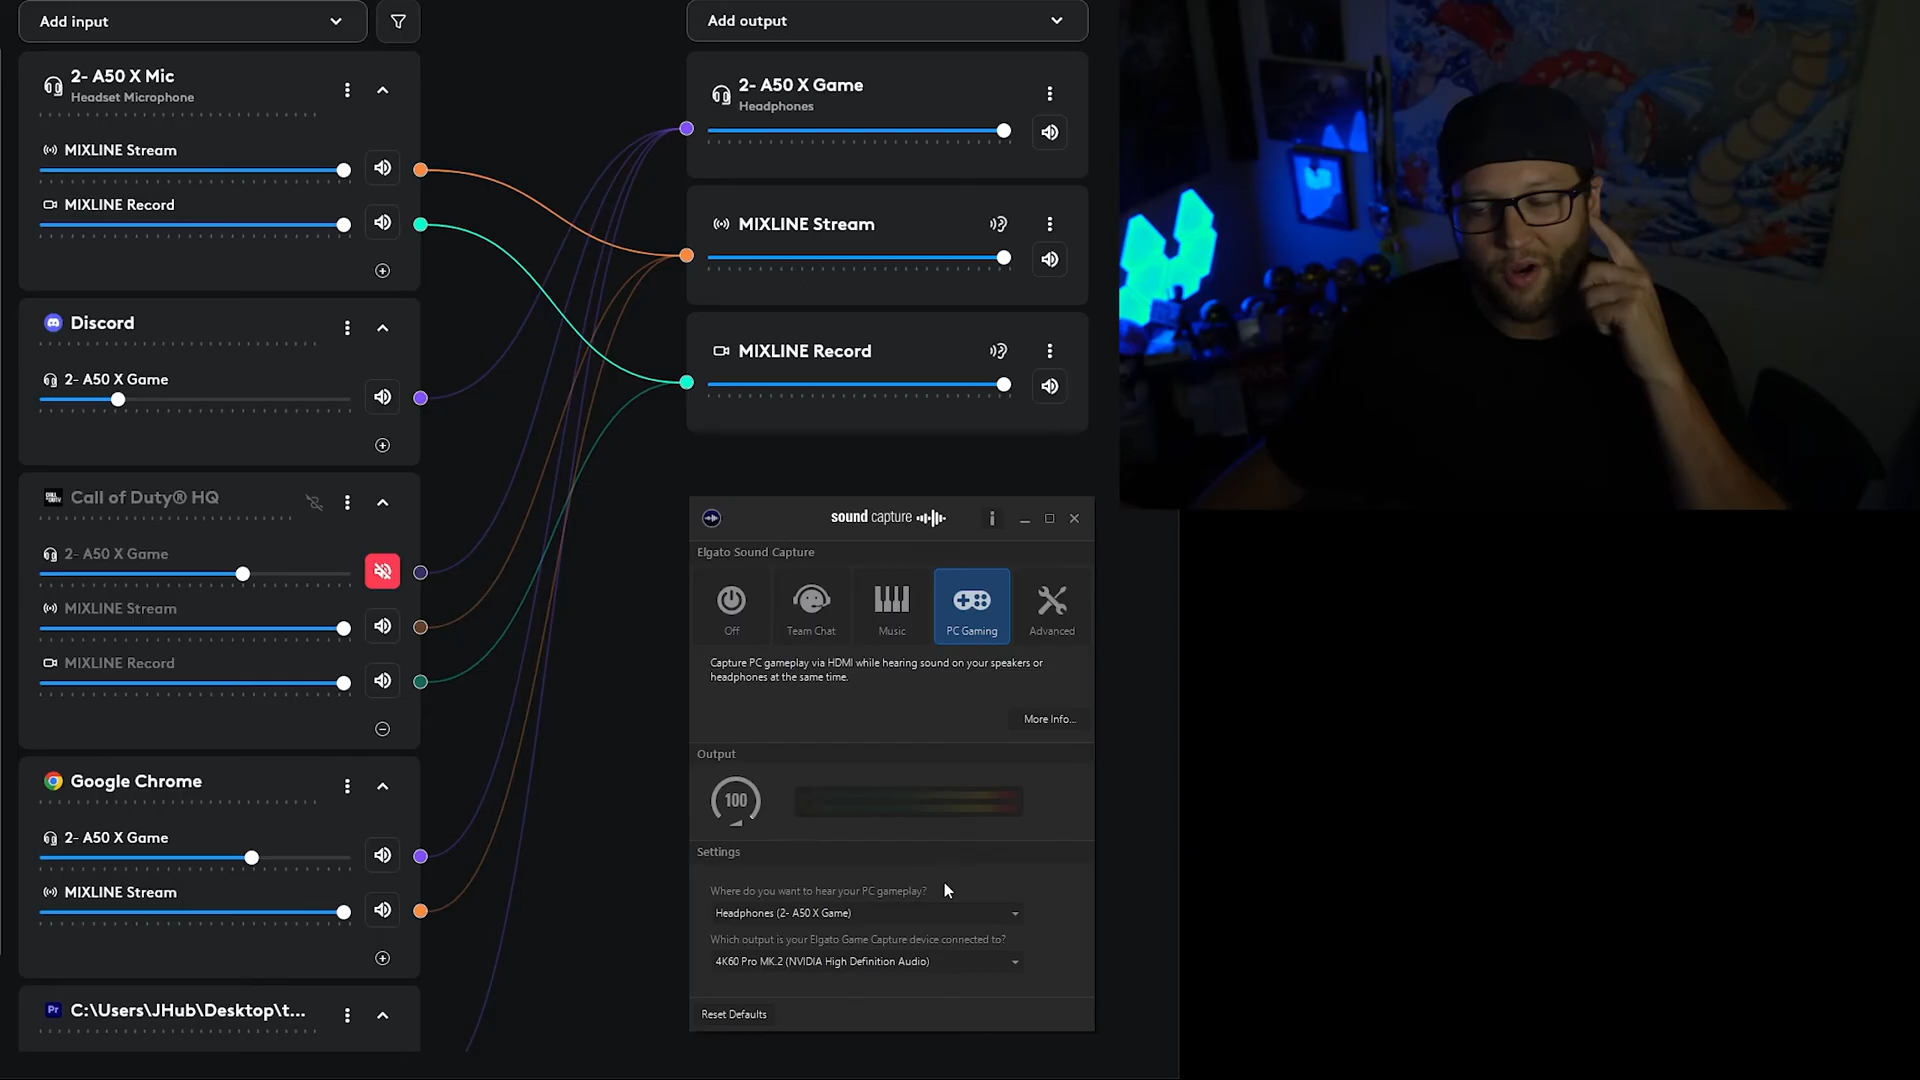 Add input
2- A50 X Mic
Headset Microphone
MIXLINE Stream
MIXLINE Record
Discord
2- A50 X Game
Call of Duty® HQ
2- A50 X Game
MIXLINE Stream
MIXLINE Record
Google Chrome
2- A50 X Game
MIXLINE Stream
Pr C:\Users\JHub\Desktop\t...
Add output
2- A50 X Game
Headphones
MIXLINE Stream
MIXLINE Record
sound capture
Elgato Sound Capture
Off
Team Chat
Music
PC Gaming
Advanced
Capture PC gameplay via HDMI while hearing sound on your speakers or
headphones at the same time.
More Info...
Output
100
Settings
Where do you want to hear your PC gameplay?
Headphones (2- A50 X Game)
Which output is your Elgato Game Capture device connected to?
4K60 Pro MK.2 (NVIDIA High Definition Audio)
Reset Defaults